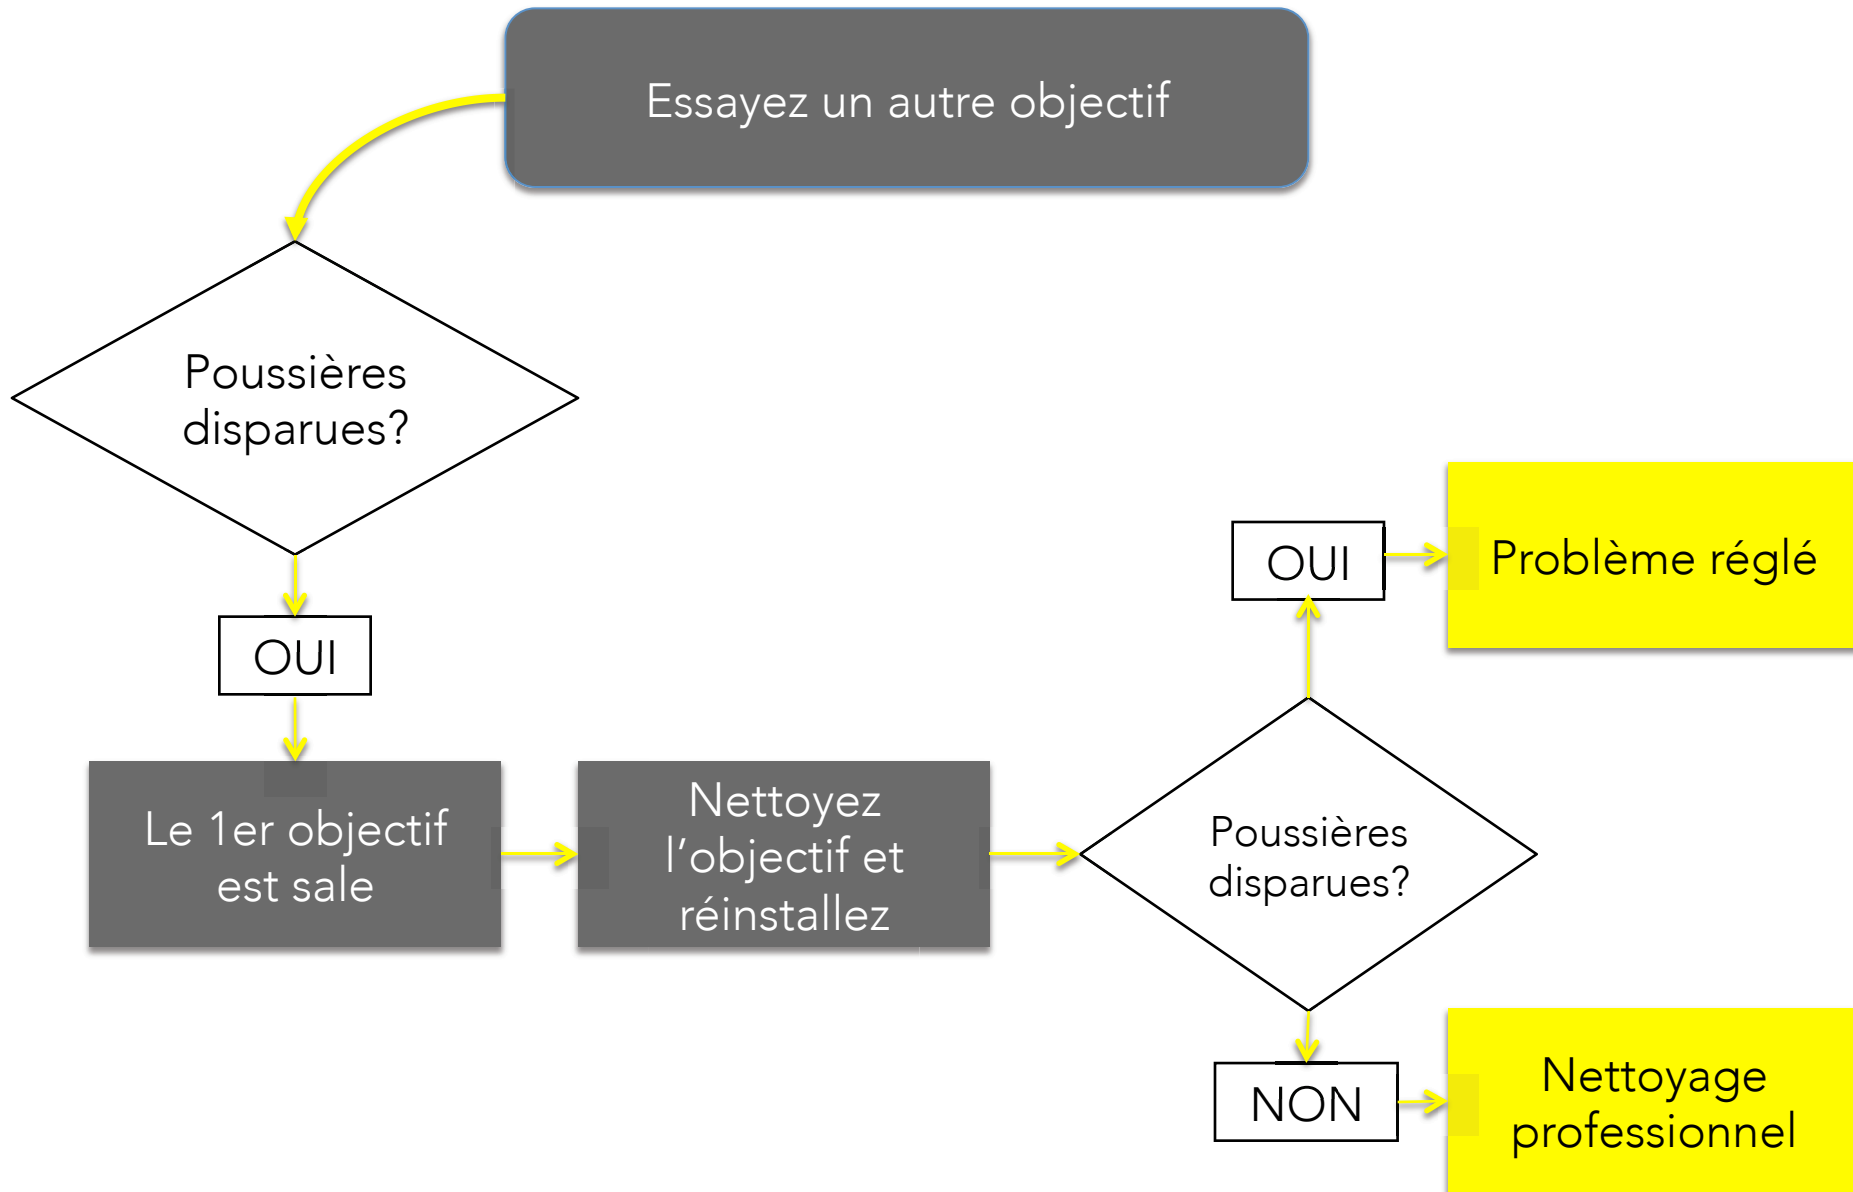 Essayez un autre objectif
Poussières
disparues?
OUI
Le 1er objectif
est sale
Nettoyez
l’objectif et
réinstallez
Poussières
disparues?
OUI
Problème réglé
NON
Nettoyage
professionnel